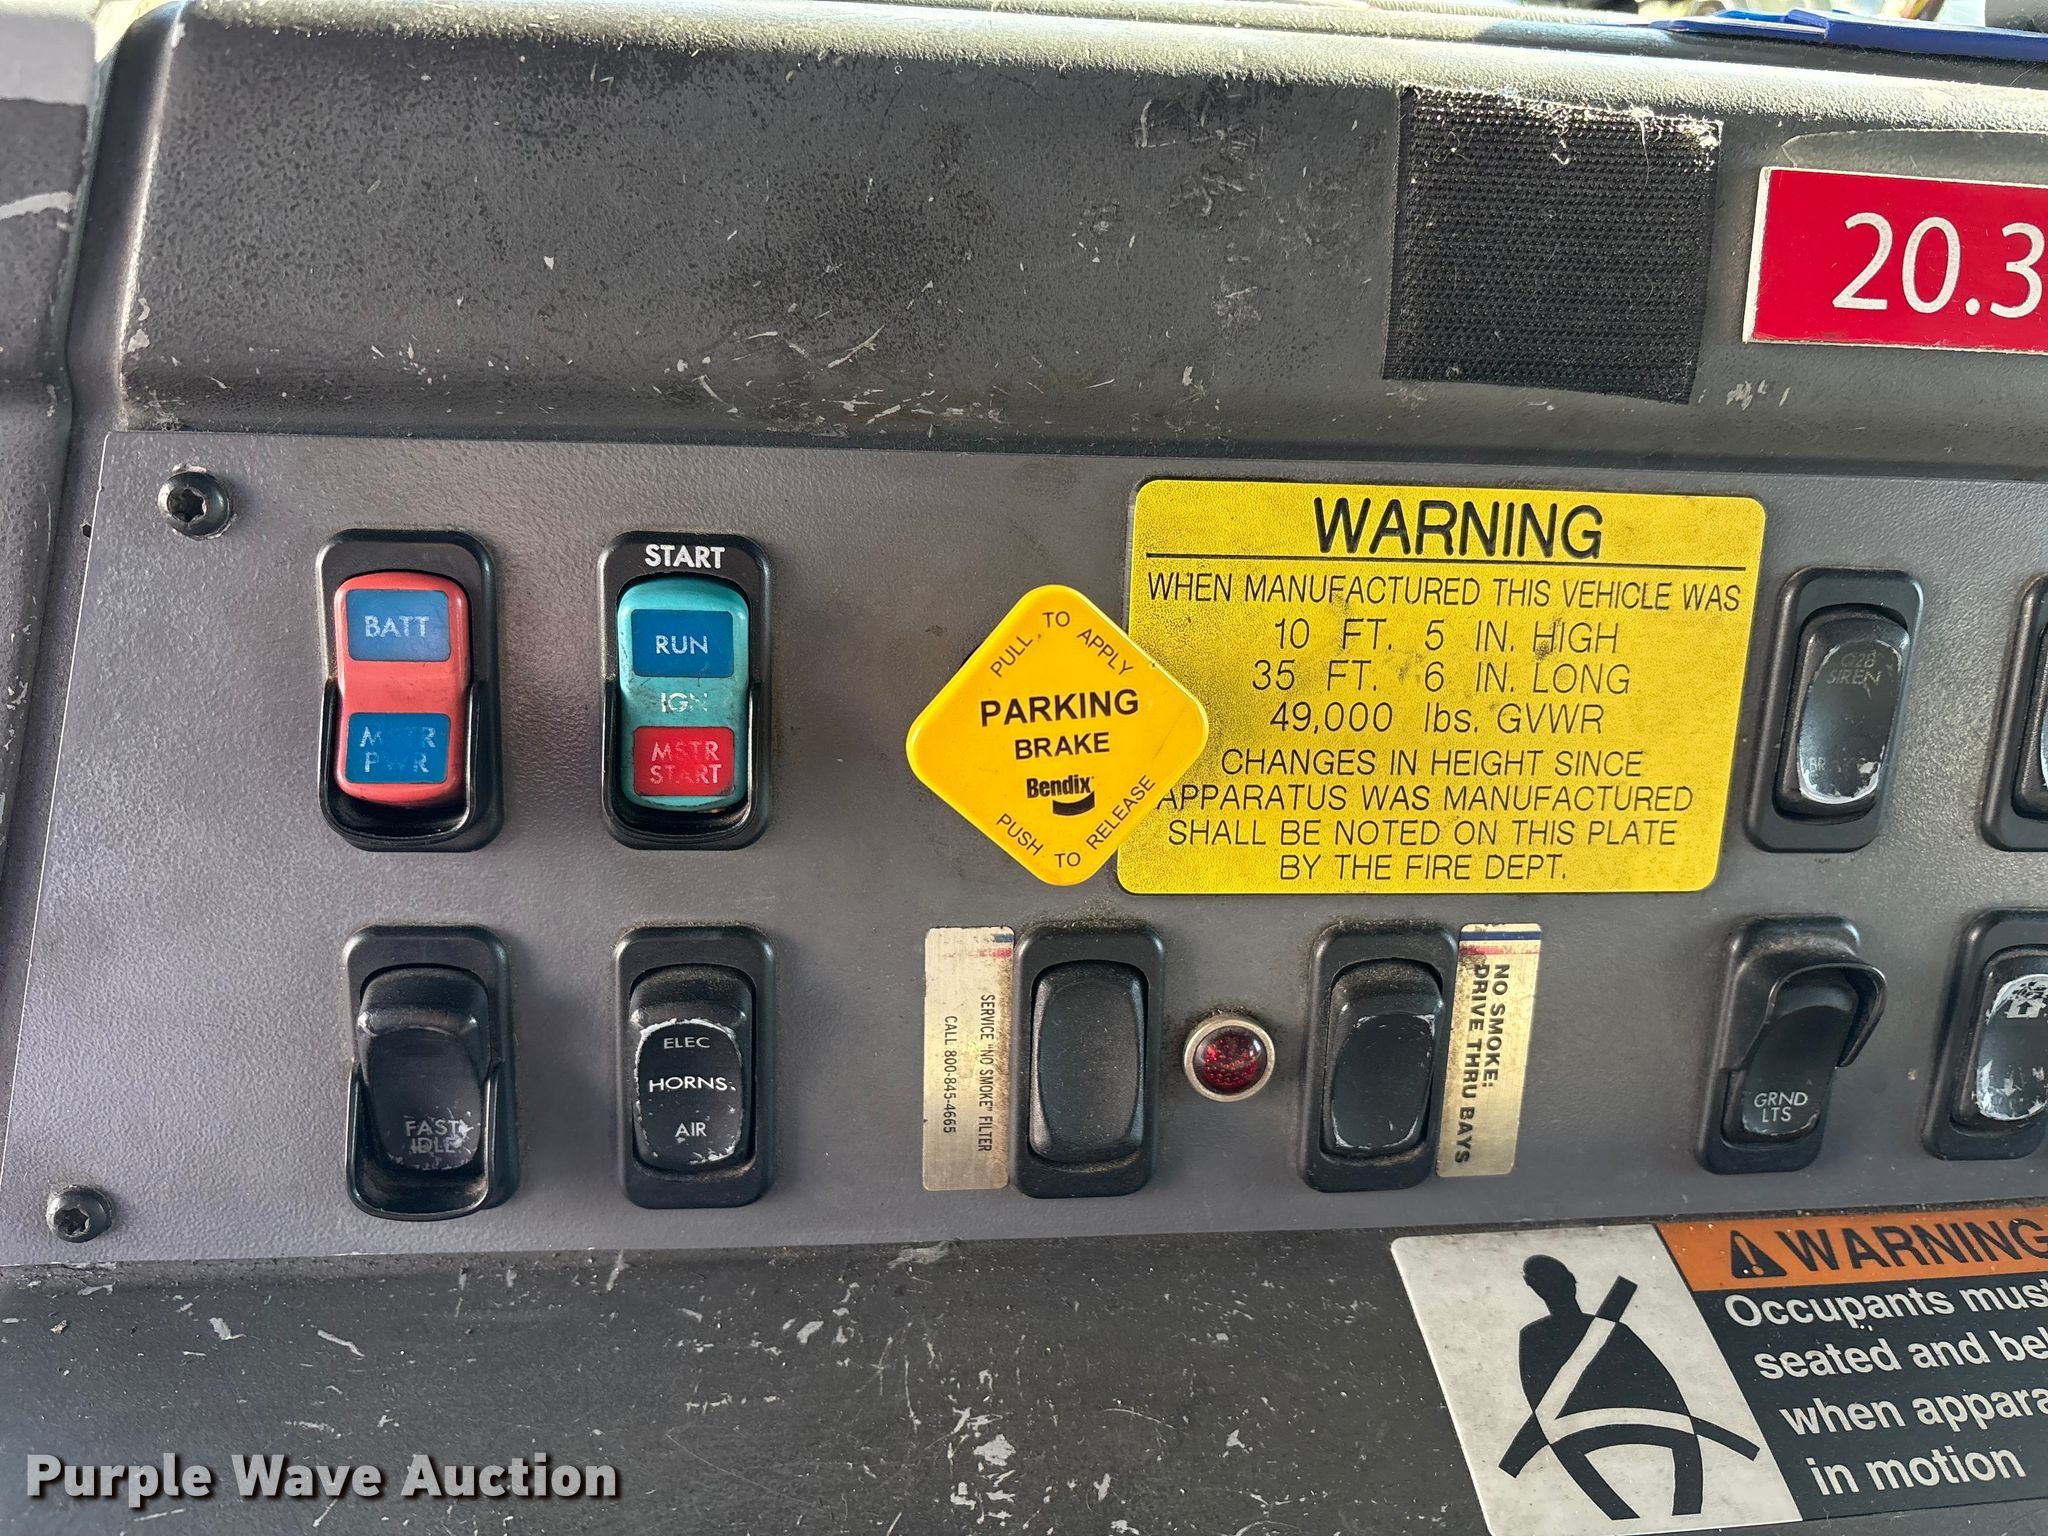 20.3
WARNING
WHEN MANUFACTURED THIS VEHICLE WAS
10 FT. 5 IN. HIGH
35 FT. 6 IN. LONG
49,000 lbs. GVWR
CHANGES IN HEIGHT SINCE
APPARATUS WAS MANUFACTURED
SHALL BE NOTED ON THIS PLATE
BY THE FIRE DEPT.
BATT
MSTR
PWR
START
RUN
IGN
MSTR
START
PULL TO APPLY
PARKING
BRAKE
Bendix
PUSH TO RELEASE
Q2B
SIREN
FAST
IDLE
ELEC
HORNS
AIR
SERVICE "NO SMOKE" FILTER
CALL 800-845-4665
NO SMOKE:
DRIVE THRU BAYS
GRND
LTS
WARNING
Occupants must
seated and bel
when appara
in motion
Purple Wave Auction